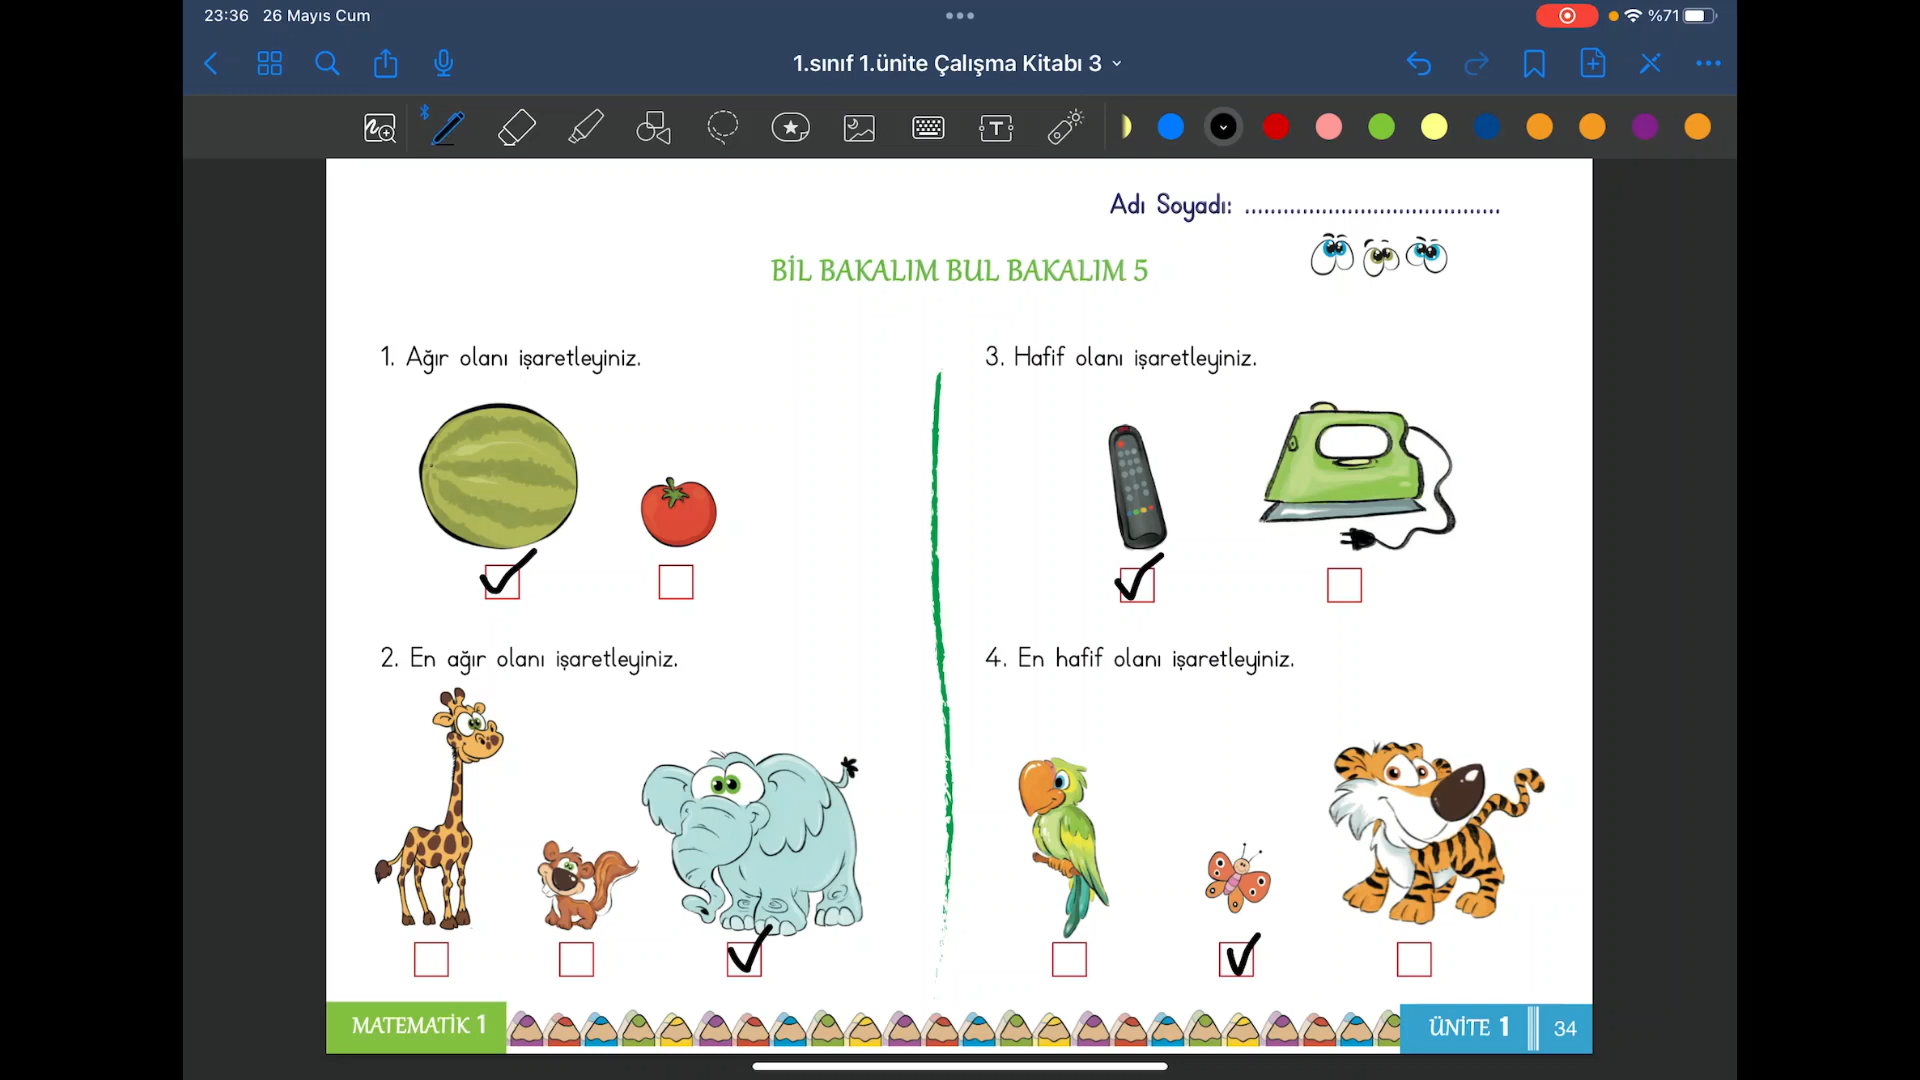 23:36 26 Mayıs Cum
%71
1.sınıf 1.ünite Çalışma Kitabı 3
T
Adı Soyadı: ........................................
BİL BAKALIM BUL BAKALIM 5
1. Ağır olanı işaretleyiniz.
2. En ağır olanı işaretleyiniz.
3. Hafif olanı işaretleyiniz.
4. En hafif olanı işaretleyiniz.
MATEMATİK 1
ÜNİTE 1
34